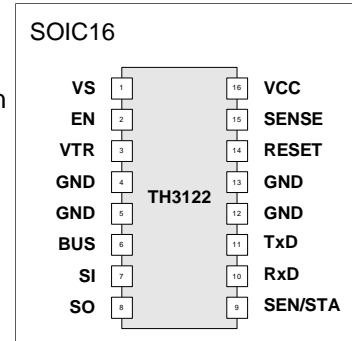 SOIC16
n
VS 1 16 VCC
EN 2 15 SENSE
VTR 3 14 RESET
GND 4 13 GND
TH3122
GND 5 12 GND
BUS 6 11 TxD
SI 7 10 RxD
SO 8 9 SEN/STA